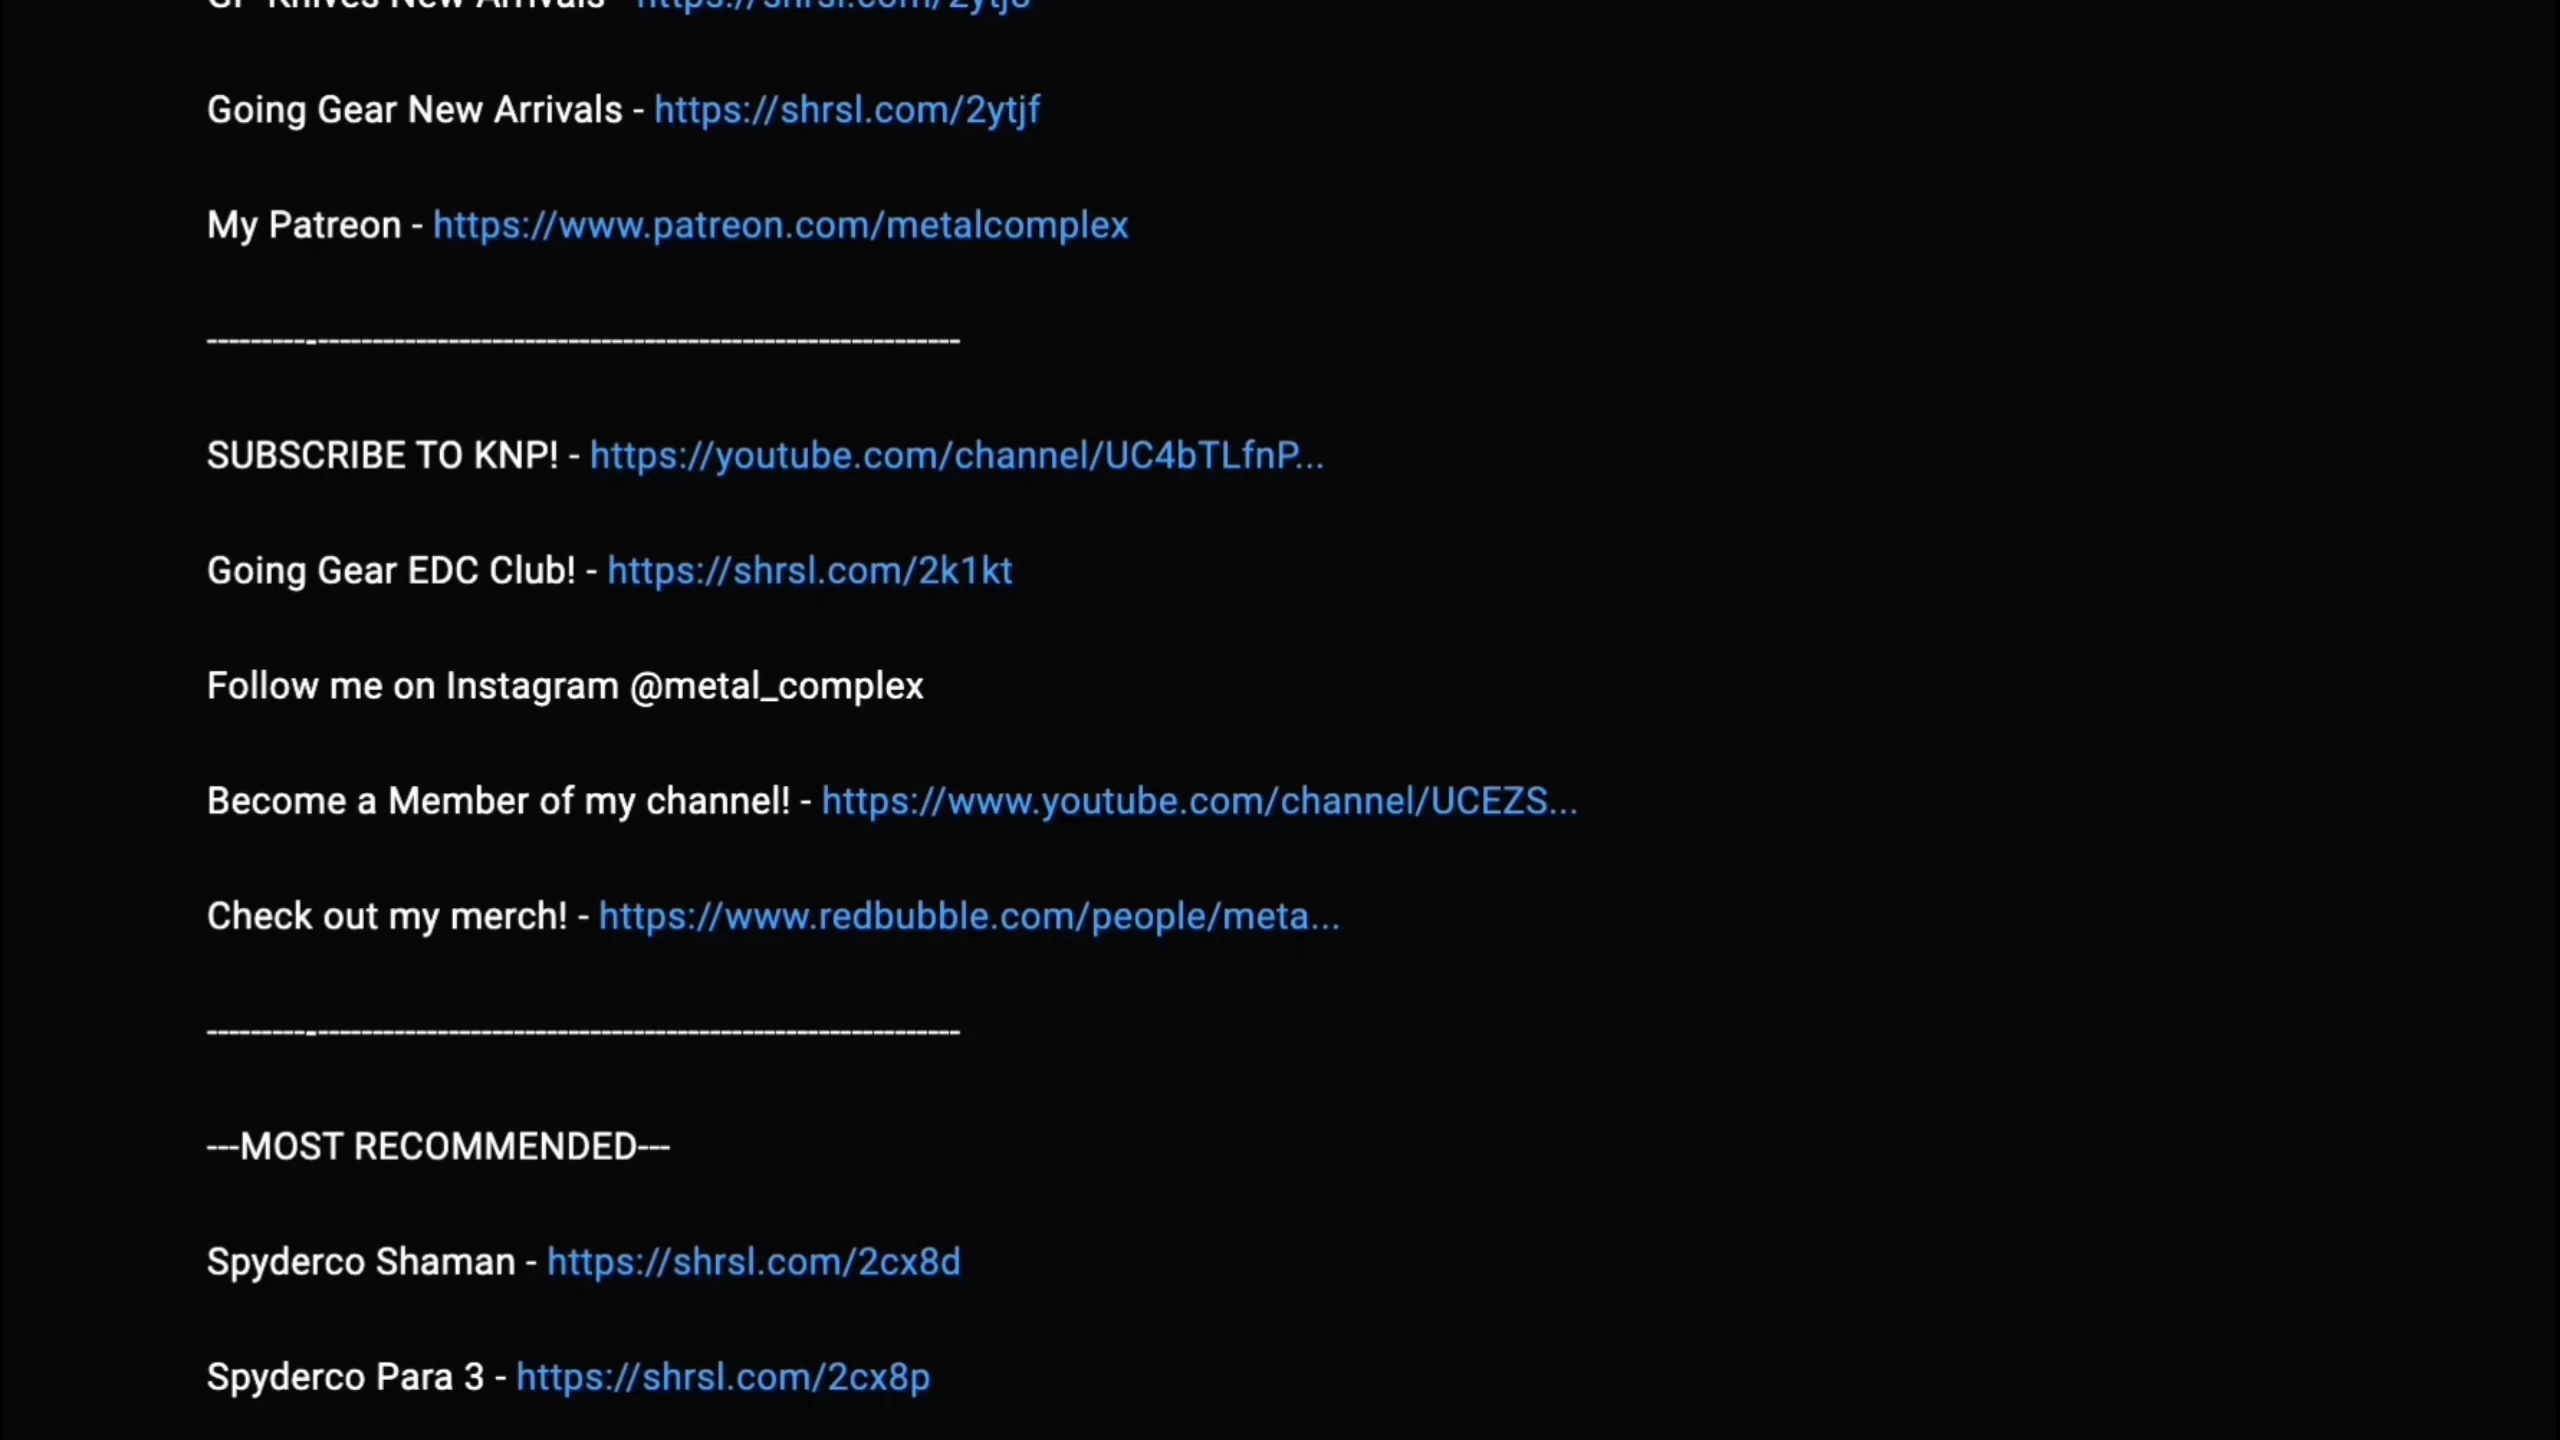 Knives New Arrivals -
Going Gear New Arrivals - https://shrsl.com/2ytjf
My Patreon - https://www.patreon.com/metalcomplex
---------------------------------------------------------------------
SUBSCRIBE TO KNP! - https://youtube.com/channel/UC4bTLfnP...
Going Gear EDC Club! - https://shrsl.com/2k1kt
Follow me on Instagram @metal_complex
Become a Member of my channel! - https://www.youtube.com/channel/UCEZS...
Check out my merch! - https://www.redbubble.com/people/meta...
---------------------------------------------------------------------
---MOST RECOMMENDED---
Spyderco Shaman - https://shrsl.com/2cx8d
Spyderco Para 3 - https://shrsl.com/2cx8p